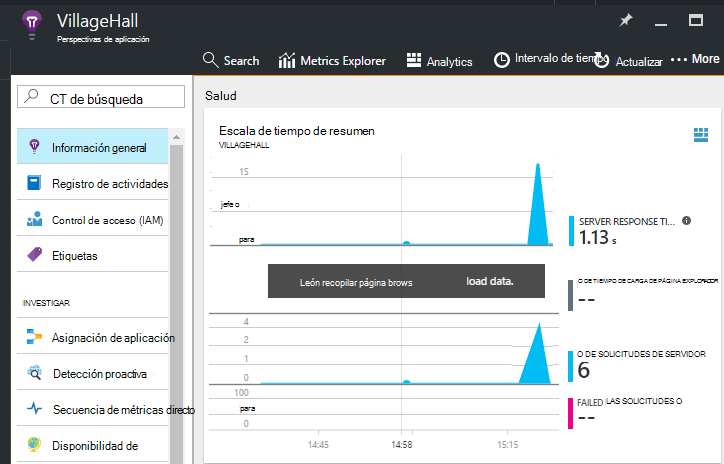 VillageHall
Perspectivas de aplicación
Search
Metrics Explorer
Analytics
Intervalo de tiempo
Actualizar
More
CT de búsqueda
Información general
Registro de actividades
Control de acceso (IAM)
Etiquetas
INVESTIGAR
Asignación de aplicación
Detección proactiva
Secuencia de métricas directo
Disponibilidad de
Salud
Escala de tiempo de resumen
VILLAGEHALL
1S
jefe o
para
SERVER RESPONSE TI...
1.13 s
León recopilar página brows load data.
O DE TIEMPO DE CARGA DE PÁGINA EXPLORADOR
--
4
2
1
0
O DE SOLICITUDES DE SERVIDOR
6
100
para
0
FAILED LAS SOLICITUDES O
--
14:45 14:58 15:15